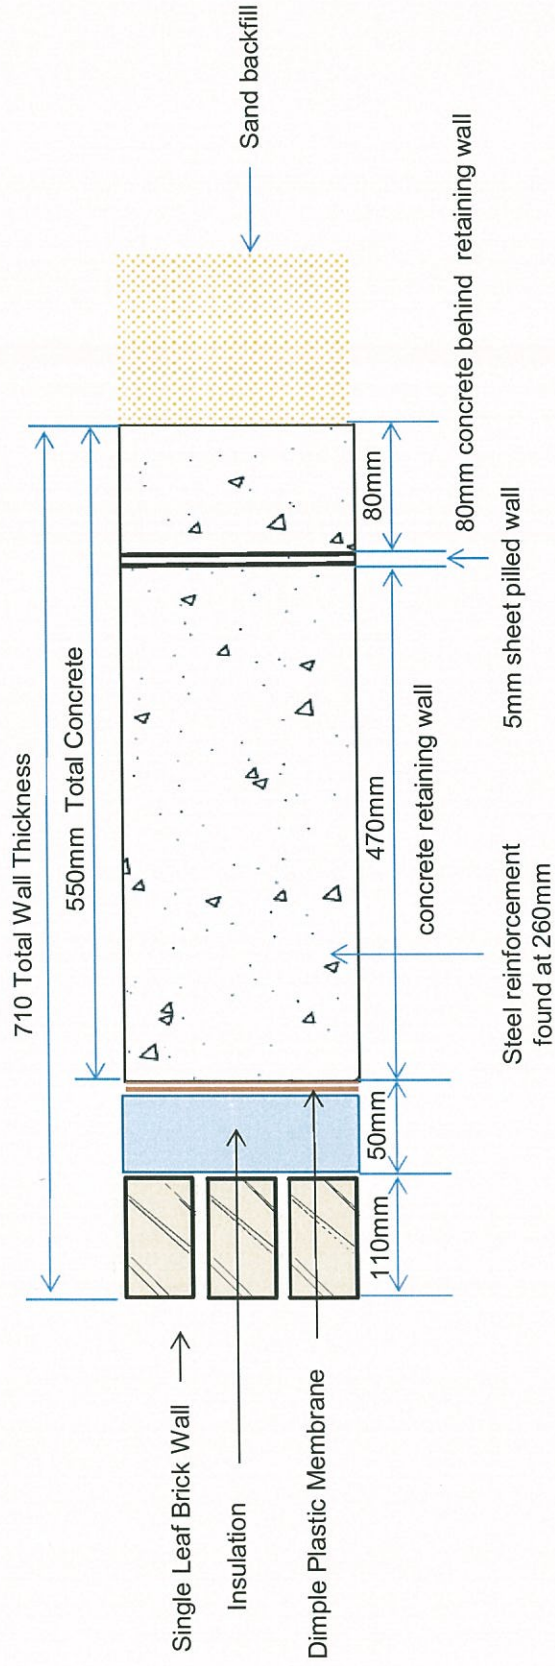 710 Total Wall Thickness
550mm Total Concrete
Single Leaf Brick Wall
Insulation
Dimple Plastic Membrane
Sand backfill
110mm
50mm
470mm
80mm
concrete retaining wall
80mm concrete behind retaining wall
5mm sheet pilled wall
Steel reinforcement
found at 260mm